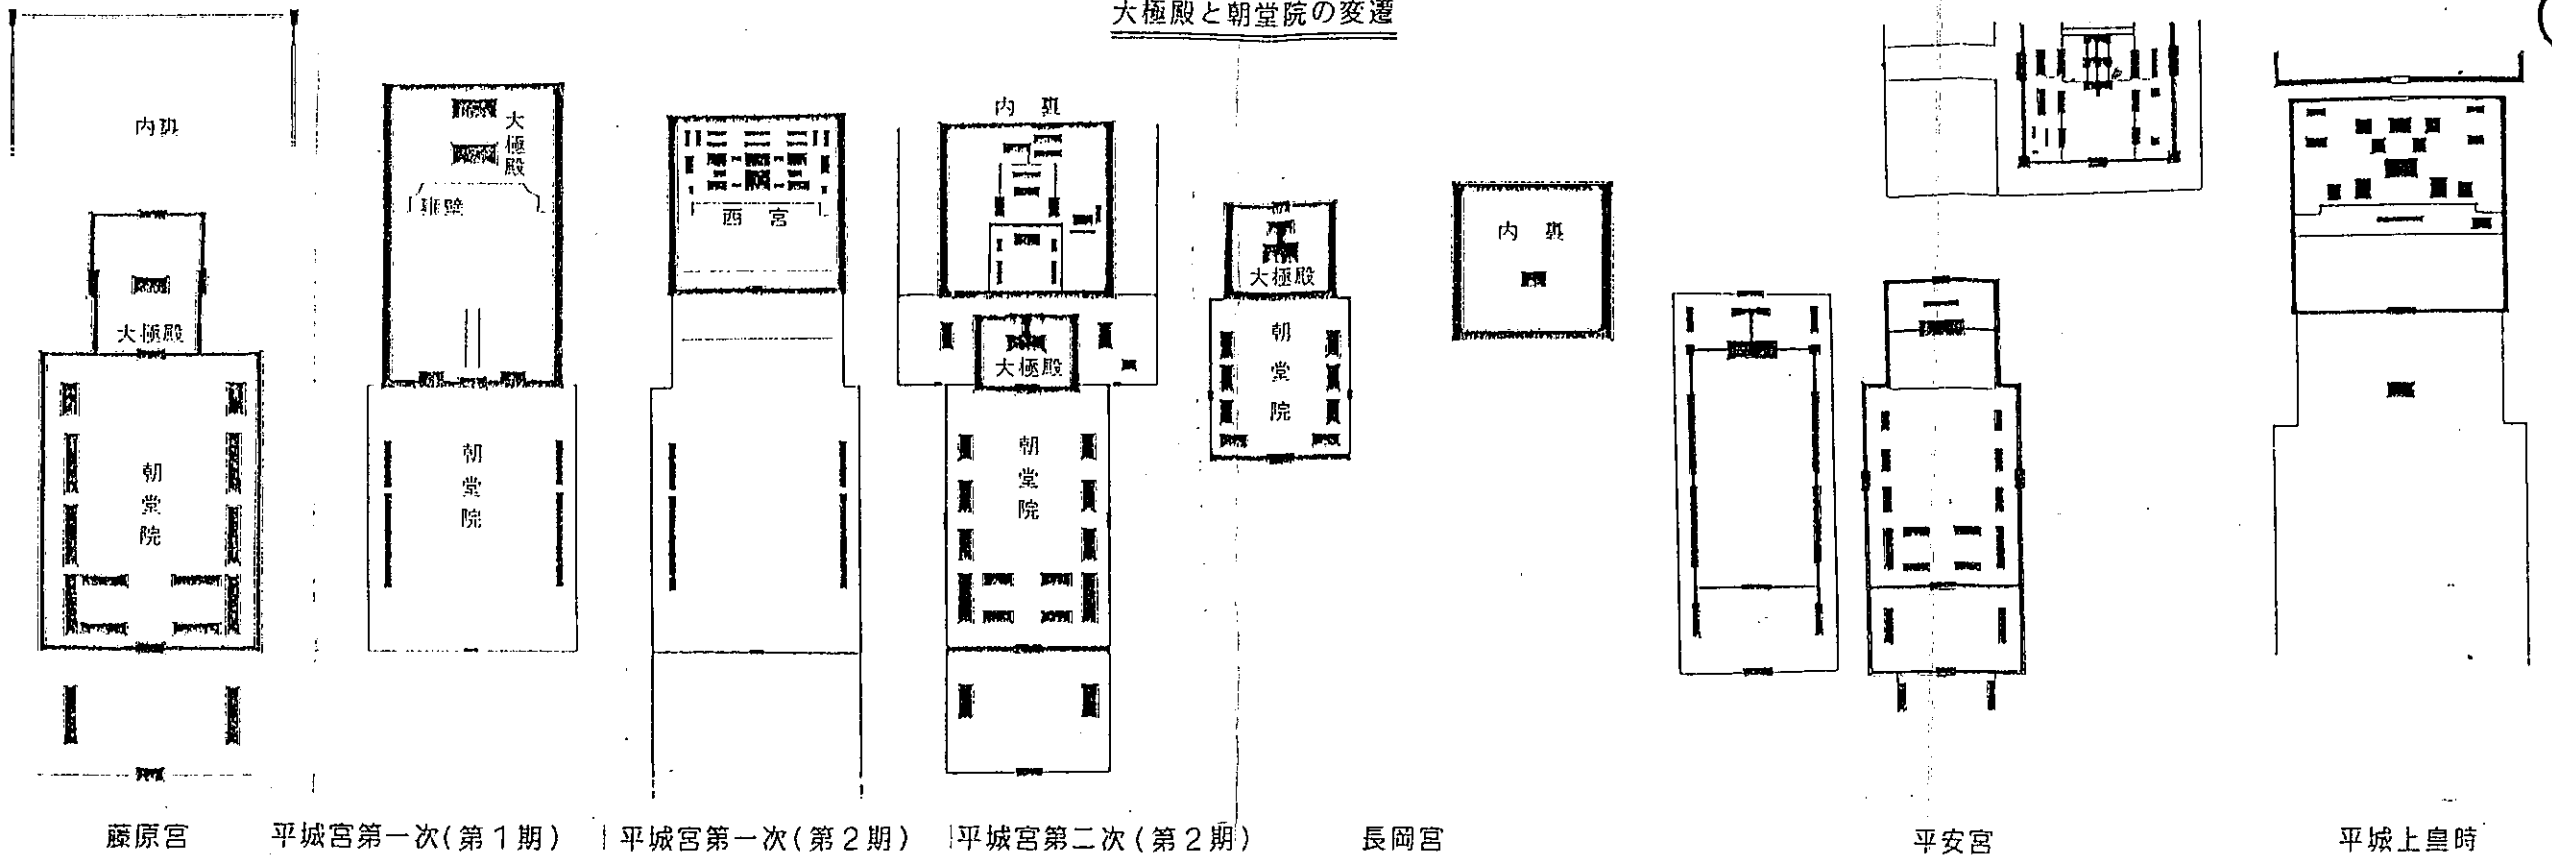 大極殿と朝堂院の変遷
内裏
大極殿
朝堂院
大極殿
朝堂院
西宮
内裏
大極殿
朝堂院
大極殿
朝堂院
内裏
藤原宮
平城宮第一次(第1期)
平城宮第一次(第2期)
平城宮第二次(第2期)
長岡宮
平安宮
平城上皇時